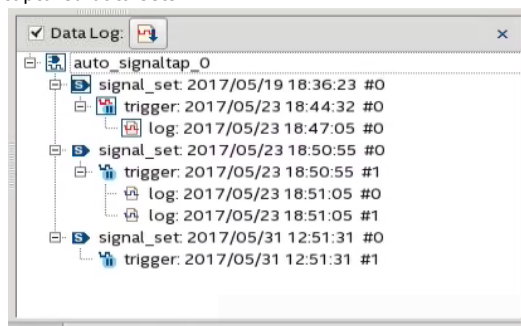 Data Log:
auto_signaltap_0
signal_set: 2017/05/19 18:36:23 #0
trigger: 2017/05/23 18:44:32 #0
log: 2017/05/23 18:47:05 #0
signal_set: 2017/05/23 18:50:55 #0
trigger: 2017/05/23 18:50:55 #1
log: 2017/05/23 18:51:05 #0
log: 2017/05/23 18:51:05 #1
signal_set: 2017/05/31 12:51:31 #0
trigger: 2017/05/31 12:51:31 #1